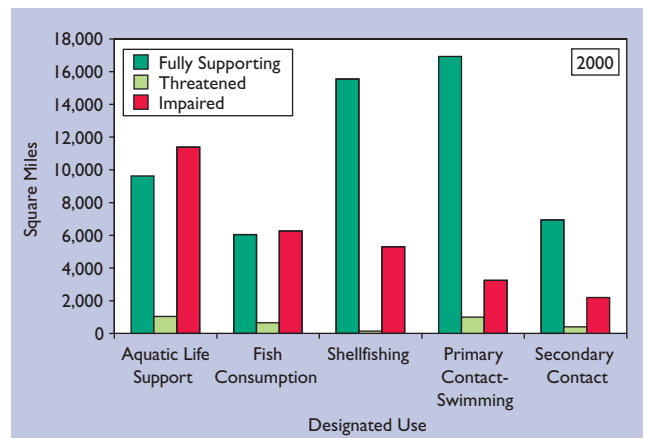 18,000
16,000
14,000
12,000
10,000
8,000
6,000
4,000
2,000
0
Square Miles
Fully Supporting
Threatened
Impaired
2000
Aquatic Life
Support
Fish
Consumption
Shellfishing
Primary
Contact-
Swimming
Secondary
Contact
Designated Use